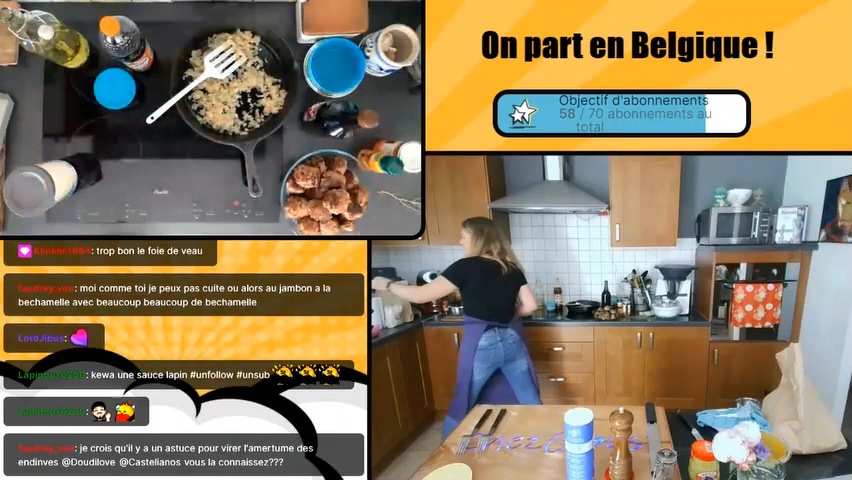 On part en Belgique !
Objectif d'abonnements
58 / 70 abonnements au
total
: trop bon le foie de veau
: moi comme toi je peux pas cuite ou alors au jambon a la
bechamelle avec beaucoup beaucoup de bechamelle
LordJibus:
: kewa une sauce lapin #unfollow #unsub
: je crois qu'il y a un astuce pour virer l'amertume des
endinves @Doudilove @Castelianos vous la connaissez???
chez